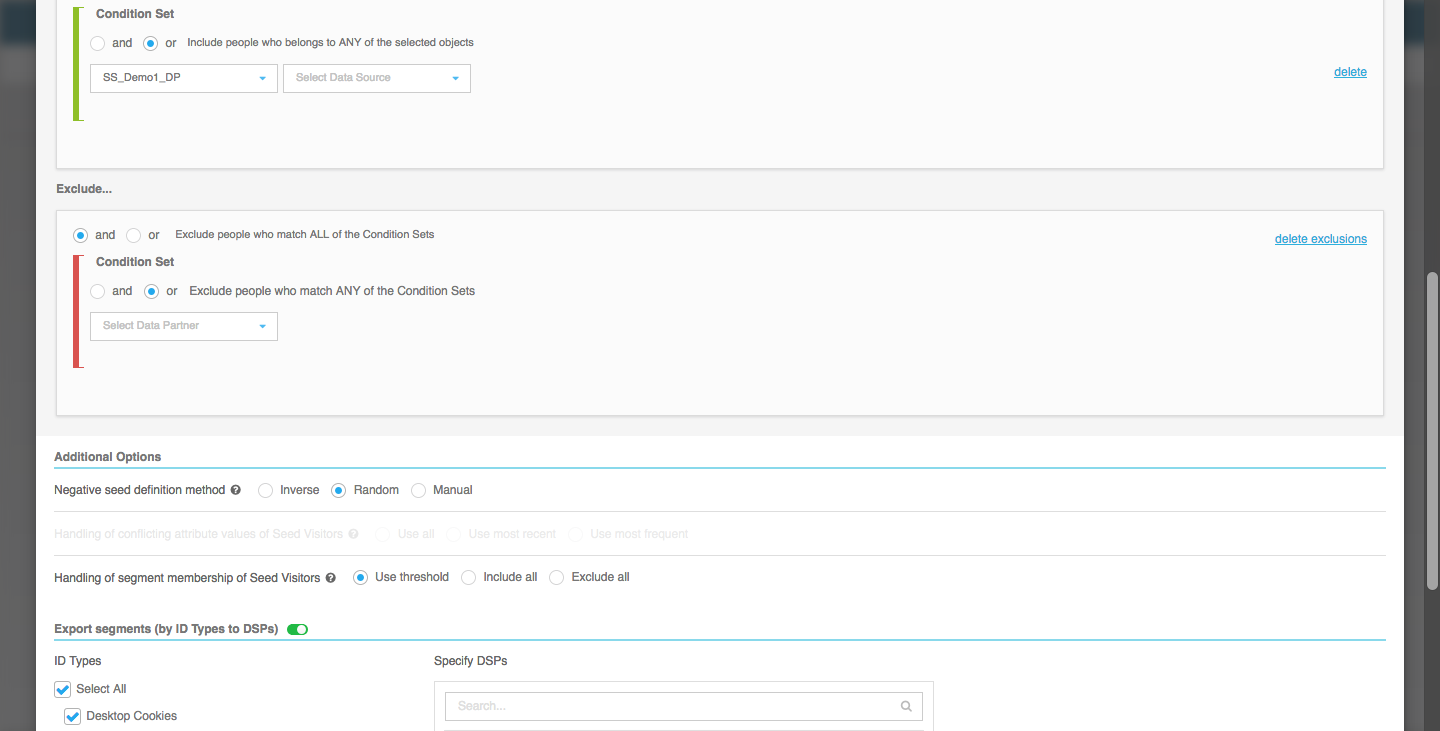 Condition Set
and or Include people who belongs to ANY of the selected objects
SS_Demo1_DP Select Data Source delete
Exclude...
and or Exclude people who match ALL of the Condition Sets delete exclusions
Condition Set
and or Exclude people who match ANY of the Condition Sets
Select Data Partner
Additional Options
Negative seed definition method ? Inverse Random Manual
Handling of conflicting attribute values of Seed Visitors ? Use all Use most recent Use most frequent
Handling of segment membership of Seed Visitors ? Use threshold Include all Exclude all
Export segments (by ID Types to DSPs)
ID Types Specify DSPs
Select All
Search...
Desktop Cookies